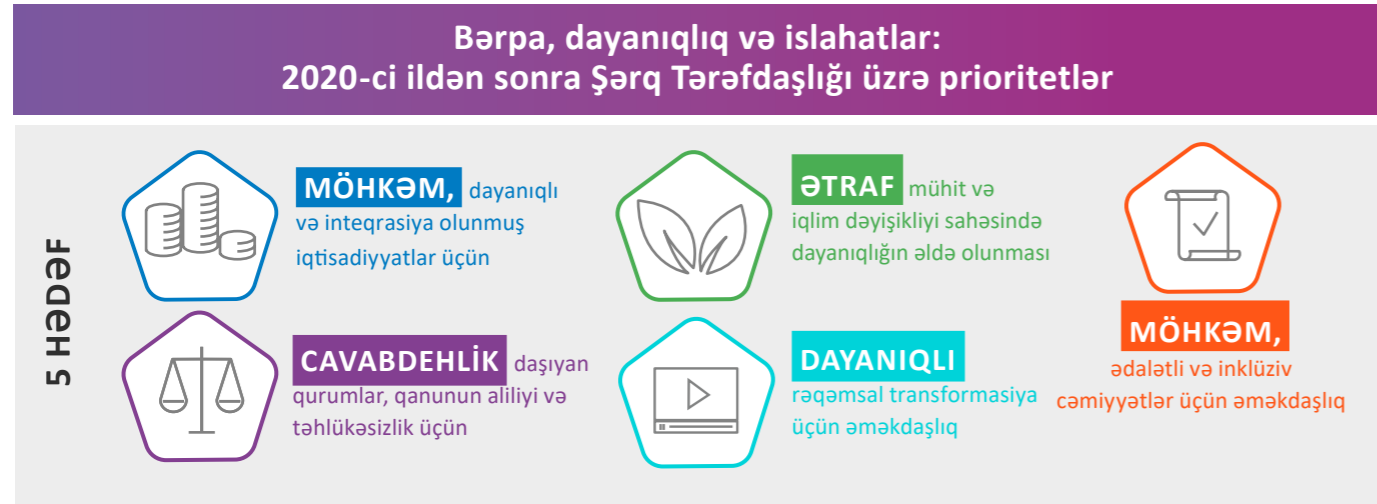 Bərpa, dayanıqlıq və islahatlar:
2020-ci ildən sonra Şərq Tərəfdaşlığı üzrə prioritetlər
5 HƏDƏF
MÖHKƏM, dayanıqlı
və inteqrasiya olunmuş
iqtisadiyyatlar üçün
CAVABDEHLİK daşıyan
qurumlar, qanunun aliliyi və
təhlükəsizlik üçün
ƏTRAF mühit və
iqlim dəyişikliyi sahəsində
dayanıqlığın əldə olunması
DAYANIQLI
rəqəmsal transformasiya
üçün əməkdaşlıq
MÖHKƏM,
ədalətli və inklüziv
cəmiyyətlər üçün əməkdaşlıq